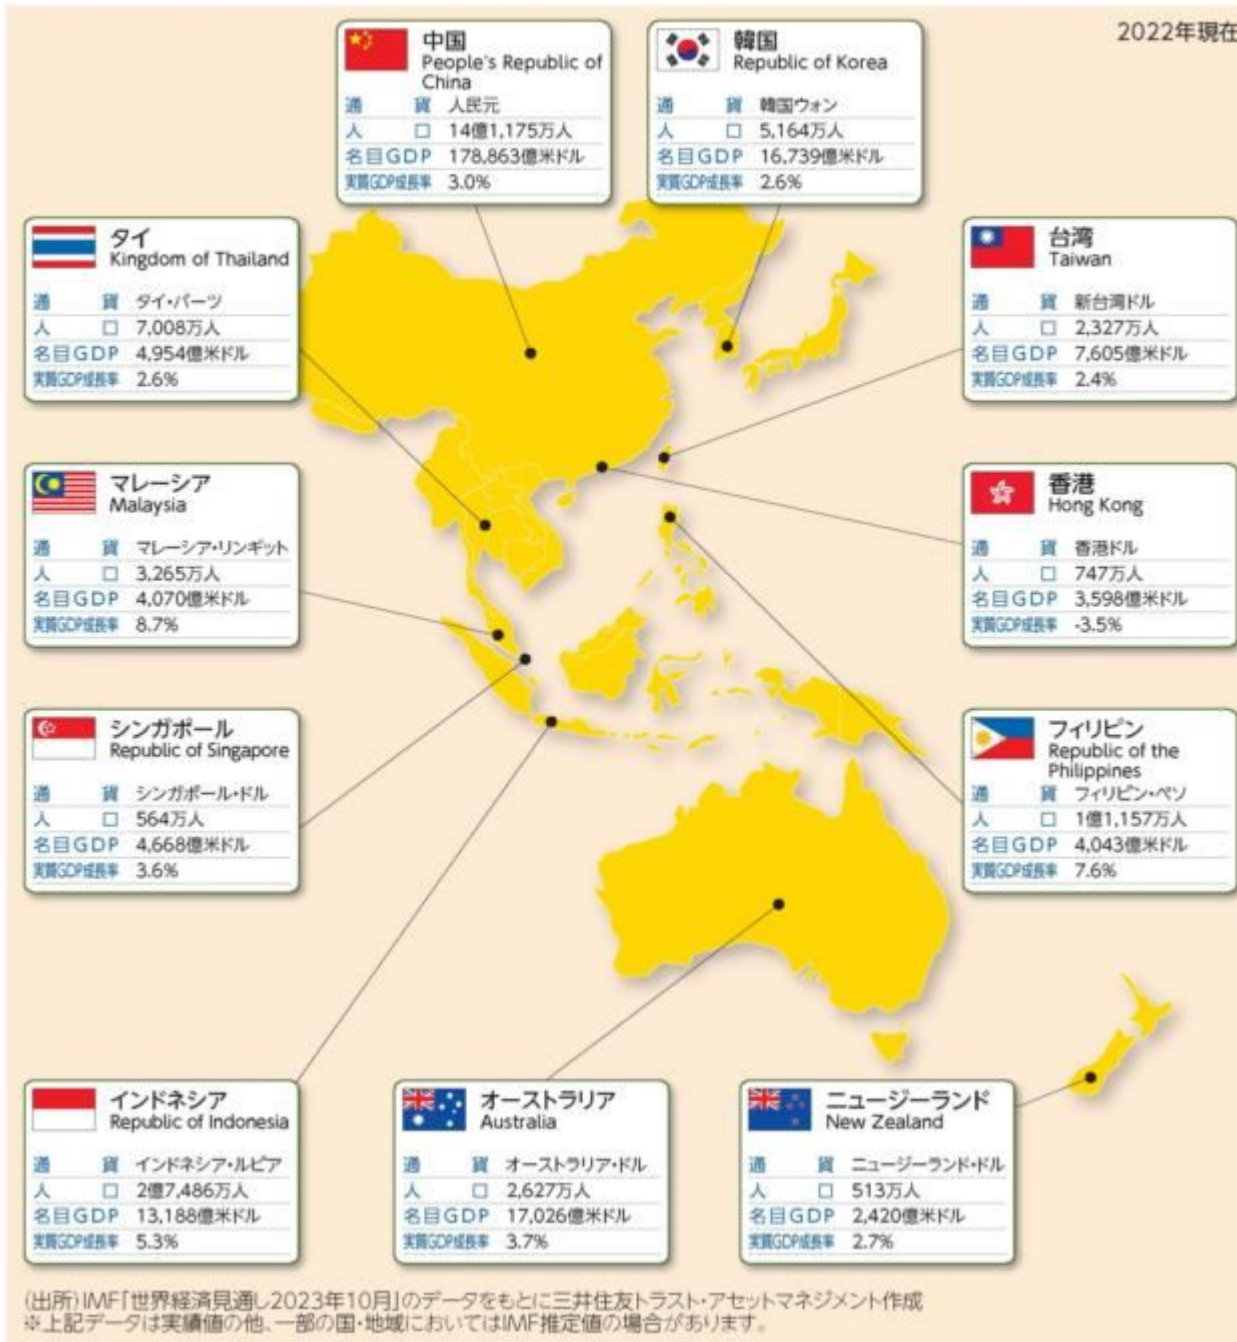 2022年現在
中国
People's Republic of
China
通貨 人民元
人口 14億1,175万人
名目GDP 178,863億米ドル
実質GDP成長率 3.0%
韓国
Republic of Korea
通貨 韓国ウォン
人口 5,164万人
名目GDP 16,739億米ドル
実質GDP成長率 2.6%
タイ
Kingdom of Thailand
通貨 タイ・バーツ
人口 7,008万人
名目GDP 4,954億米ドル
実質GDP成長率 2.6%
台湾
Taiwan
通貨 新台湾ドル
人口 2,327万人
名目GDP 7,605億米ドル
実質GDP成長率 2.4%
マレーシア
Malaysia
通貨 マレーシア・リンギット
人口 3,265万人
名目GDP 4,070億米ドル
実質GDP成長率 8.7%
香港
Hong Kong
通貨 香港ドル
人口 747万人
名目GDP 3,598億米ドル
実質GDP成長率 -3.5%
シンガポール
Republic of Singapore
通貨 シンガポール・ドル
人口 564万人
名目GDP 4,668億米ドル
実質GDP成長率 3.6%
フィリピン
Republic of the
Philippines
通貨 フィリピン・ペソ
人口 1億1,157万人
名目GDP 4,043億米ドル
実質GDP成長率 7.6%
インドネシア
Republic of Indonesia
通貨 インドネシア・ルピア
人口 2億7,486万人
名目GDP 13,188億米ドル
実質GDP成長率 5.3%
オーストラリア
Australia
通貨 オーストラリア・ドル
人口 2,627万人
名目GDP 17,026億米ドル
実質GDP成長率 3.7%
ニュージーランド
New Zealand
通貨 ニュージーランド・ドル
人口 513万人
名目GDP 2,420億米ドル
実質GDP成長率 2.7%
(出所)IMF「世界経済見通し2023年10月」のデータをもとに三井住友トラスト・アセットマネジメント作成
※上記データは実績値の他、一部の国・地域においてはIMF推定値の場合があります。